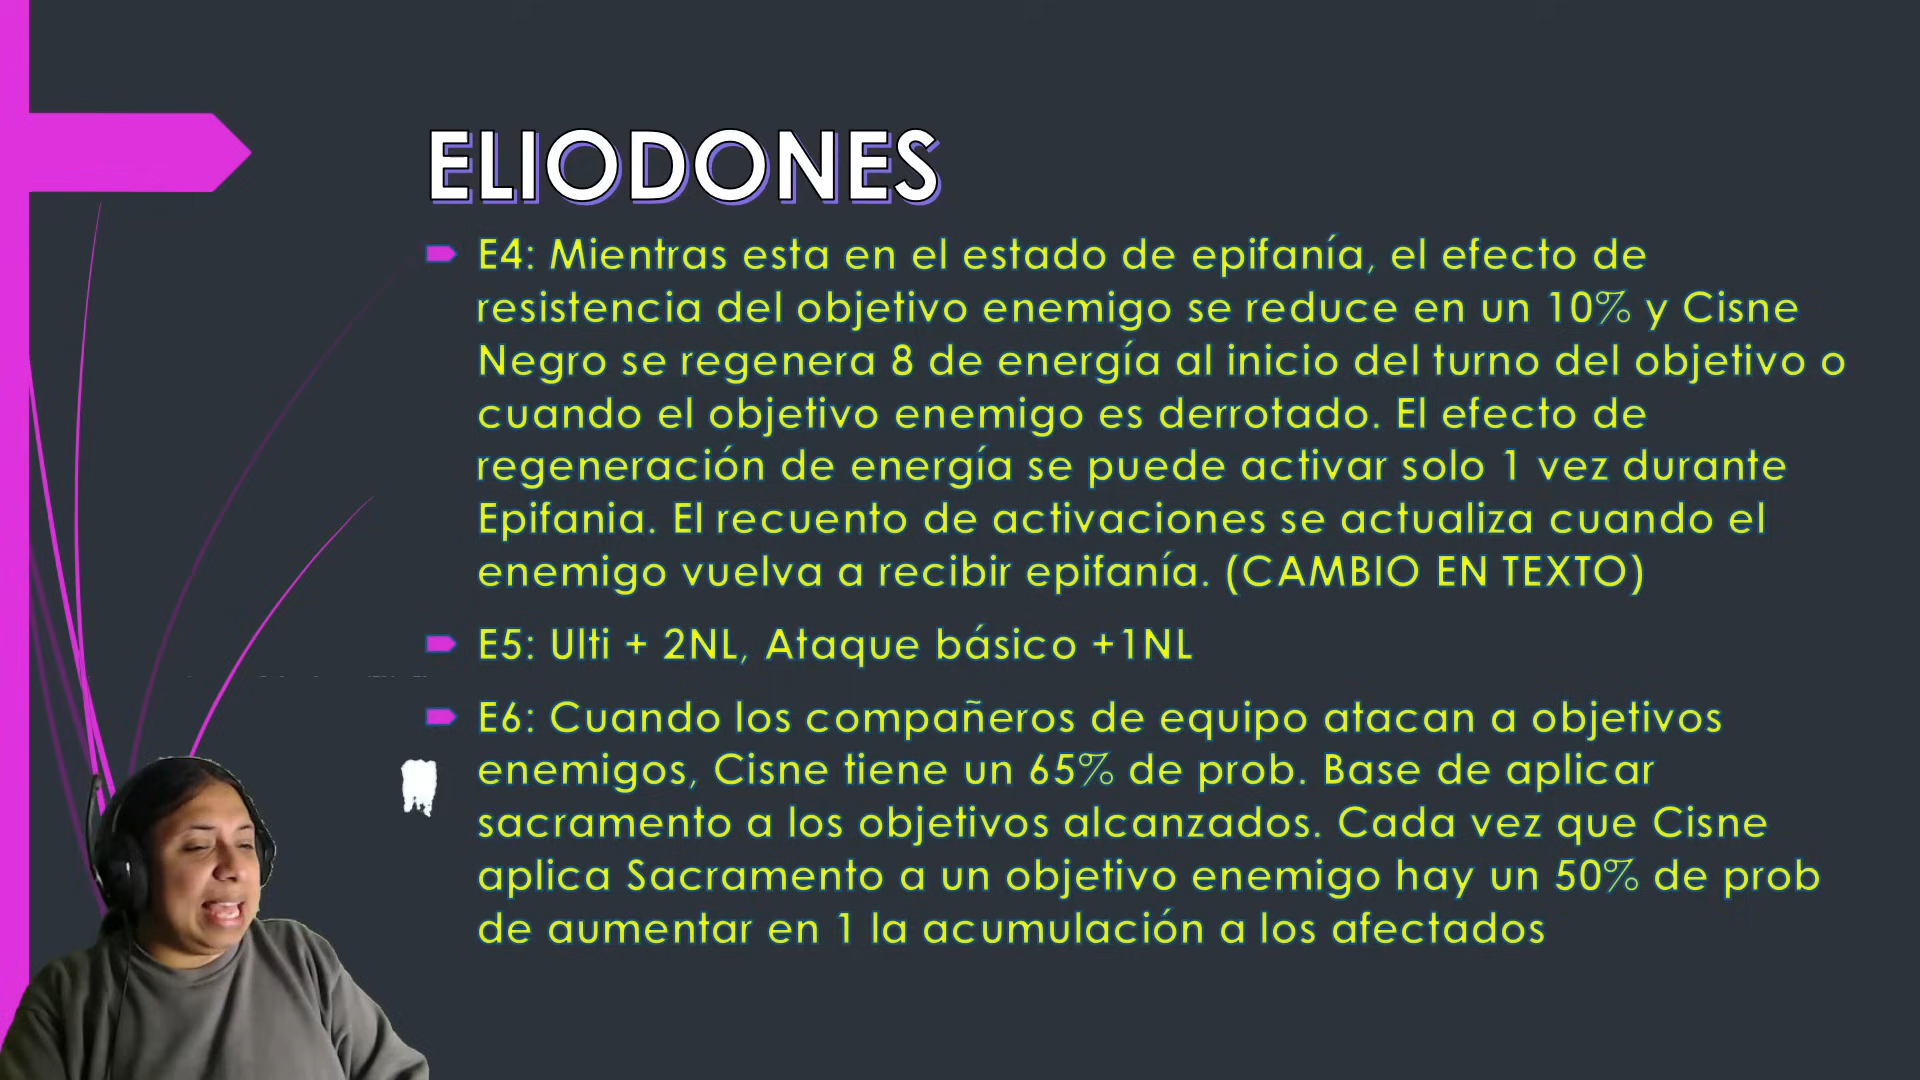 ELIODONES
E4: Mientras esta en el estado de epifanía, el efecto de
resistencia del objetivo enemigo se reduce en un 10% y Cisne
Negro se regenera 8 de energía al inicio del turno del objetivo o
cuando el objetivo enemigo es derrotado. El efecto de
regeneración de energía se puede activar solo 1 vez durante
Epifania. El recuento de activaciones se actualiza cuando el
enemigo vuelva a recibir epifanía. (CAMBIO EN TEXTO)
E5: Ulti + 2NL, Ataque básico +1NL
E6: Cuando los compañeros de equipo atacan a objetivos
enemigos, Cisne tiene un 65% de prob. Base de aplicar
sacramento a los objetivos alcanzados. Cada vez que Cisne
aplica Sacramento a un objetivo enemigo hay un 50% de prob
de aumentar en 1 la acumulación a los afectados